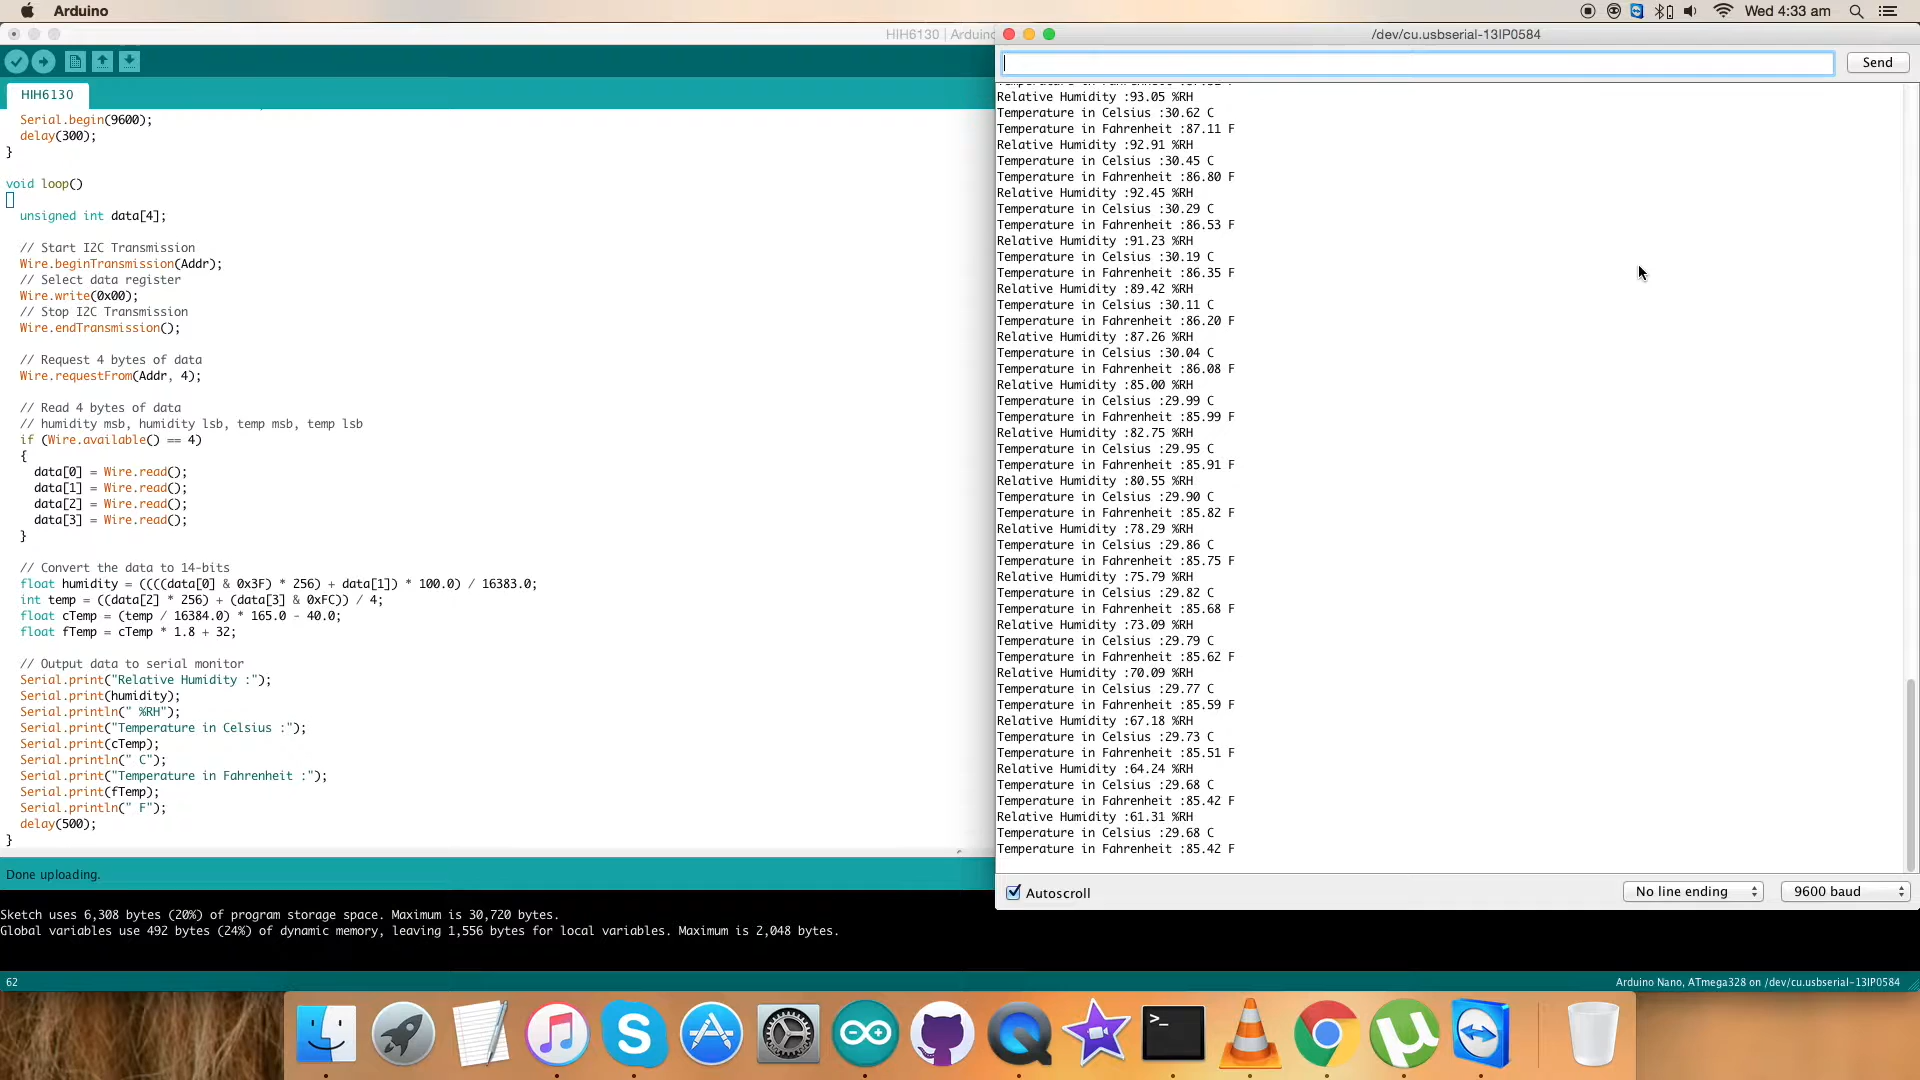 Arduino
Wed 4:33 am
HIH6130 | Arduino
/dev/cu.usbserial-13IP0584
Send
HIH6130
Serial.begin(9600);
delay(300);
}
void loop()
unsigned int data[4];
// Start I2C Transmission
Wire.beginTransmission(Addr);
// Select data register
Wire.write(0x00);
// Stop I2C Transmission
Wire.endTransmission();
// Request 4 bytes of data
Wire.requestFrom(Addr, 4);
// Read 4 bytes of data
// humidity msb, humidity lsb, temp msb, temp lsb
if (Wire.available() == 4)
{
data[0] = Wire.read();
data[1] = Wire.read();
data[2] = Wire.read();
data[3] = Wire.read();
}
// Convert the data to 14-bits
float humidity = ((((data[0] & 0x3F) * 256) + data[1]) * 100.0) / 16383.0;
int temp = ((data[2] * 256) + (data[3] & 0xFC)) / 4;
float cTemp = (temp / 16384.0) * 165.0 - 40.0;
float fTemp = cTemp * 1.8 + 32;
// Output data to serial monitor
Serial.print("Relative Humidity :");
Serial.print(humidity);
Serial.println(" %RH");
Serial.print("Temperature in Celsius :");
Serial.print(cTemp);
Serial.println(" C");
Serial.print("Temperature in Fahrenheit :");
Serial.print(fTemp);
Serial.println(" F");
delay(500);
}
Relative Humidity :93.05 %RH
Temperature in Celsius :30.62 C
Temperature in Fahrenheit :87.11 F
Relative Humidity :92.91 %RH
Temperature in Celsius :30.45 C
Temperature in Fahrenheit :86.80 F
Relative Humidity :92.45 %RH
Temperature in Celsius :30.29 C
Temperature in Fahrenheit :86.53 F
Relative Humidity :91.23 %RH
Temperature in Celsius :30.19 C
Temperature in Fahrenheit :86.35 F
Relative Humidity :89.42 %RH
Temperature in Celsius :30.11 C
Temperature in Fahrenheit :86.20 F
Relative Humidity :87.26 %RH
Temperature in Celsius :30.04 C
Temperature in Fahrenheit :86.08 F
Relative Humidity :85.00 %RH
Temperature in Celsius :29.99 C
Temperature in Fahrenheit :85.99 F
Relative Humidity :82.75 %RH
Temperature in Celsius :29.95 C
Temperature in Fahrenheit :85.91 F
Relative Humidity :80.55 %RH
Temperature in Celsius :29.90 C
Temperature in Fahrenheit :85.82 F
Relative Humidity :78.29 %RH
Temperature in Celsius :29.86 C
Temperature in Fahrenheit :85.75 F
Relative Humidity :75.79 %RH
Temperature in Celsius :29.82 C
Temperature in Fahrenheit :85.68 F
Relative Humidity :73.09 %RH
Temperature in Celsius :29.79 C
Temperature in Fahrenheit :85.62 F
Relative Humidity :70.09 %RH
Temperature in Celsius :29.77 C
Temperature in Fahrenheit :85.59 F
Relative Humidity :67.18 %RH
Temperature in Celsius :29.73 C
Temperature in Fahrenheit :85.51 F
Relative Humidity :64.24 %RH
Temperature in Celsius :29.68 C
Temperature in Fahrenheit :85.42 F
Relative Humidity :61.31 %RH
Temperature in Celsius :29.68 C
Temperature in Fahrenheit :85.42 F
Autoscroll
No line ending
9600 baud
Done uploading.
Sketch uses 6,308 bytes (20%) of program storage space. Maximum is 30,720 bytes.
Global variables use 492 bytes (24%) of dynamic memory, leaving 1,556 bytes for local variables. Maximum is 2,048 bytes.
62
Arduino Nano, ATmega328 on /dev/cu.usbserial-13IP0584